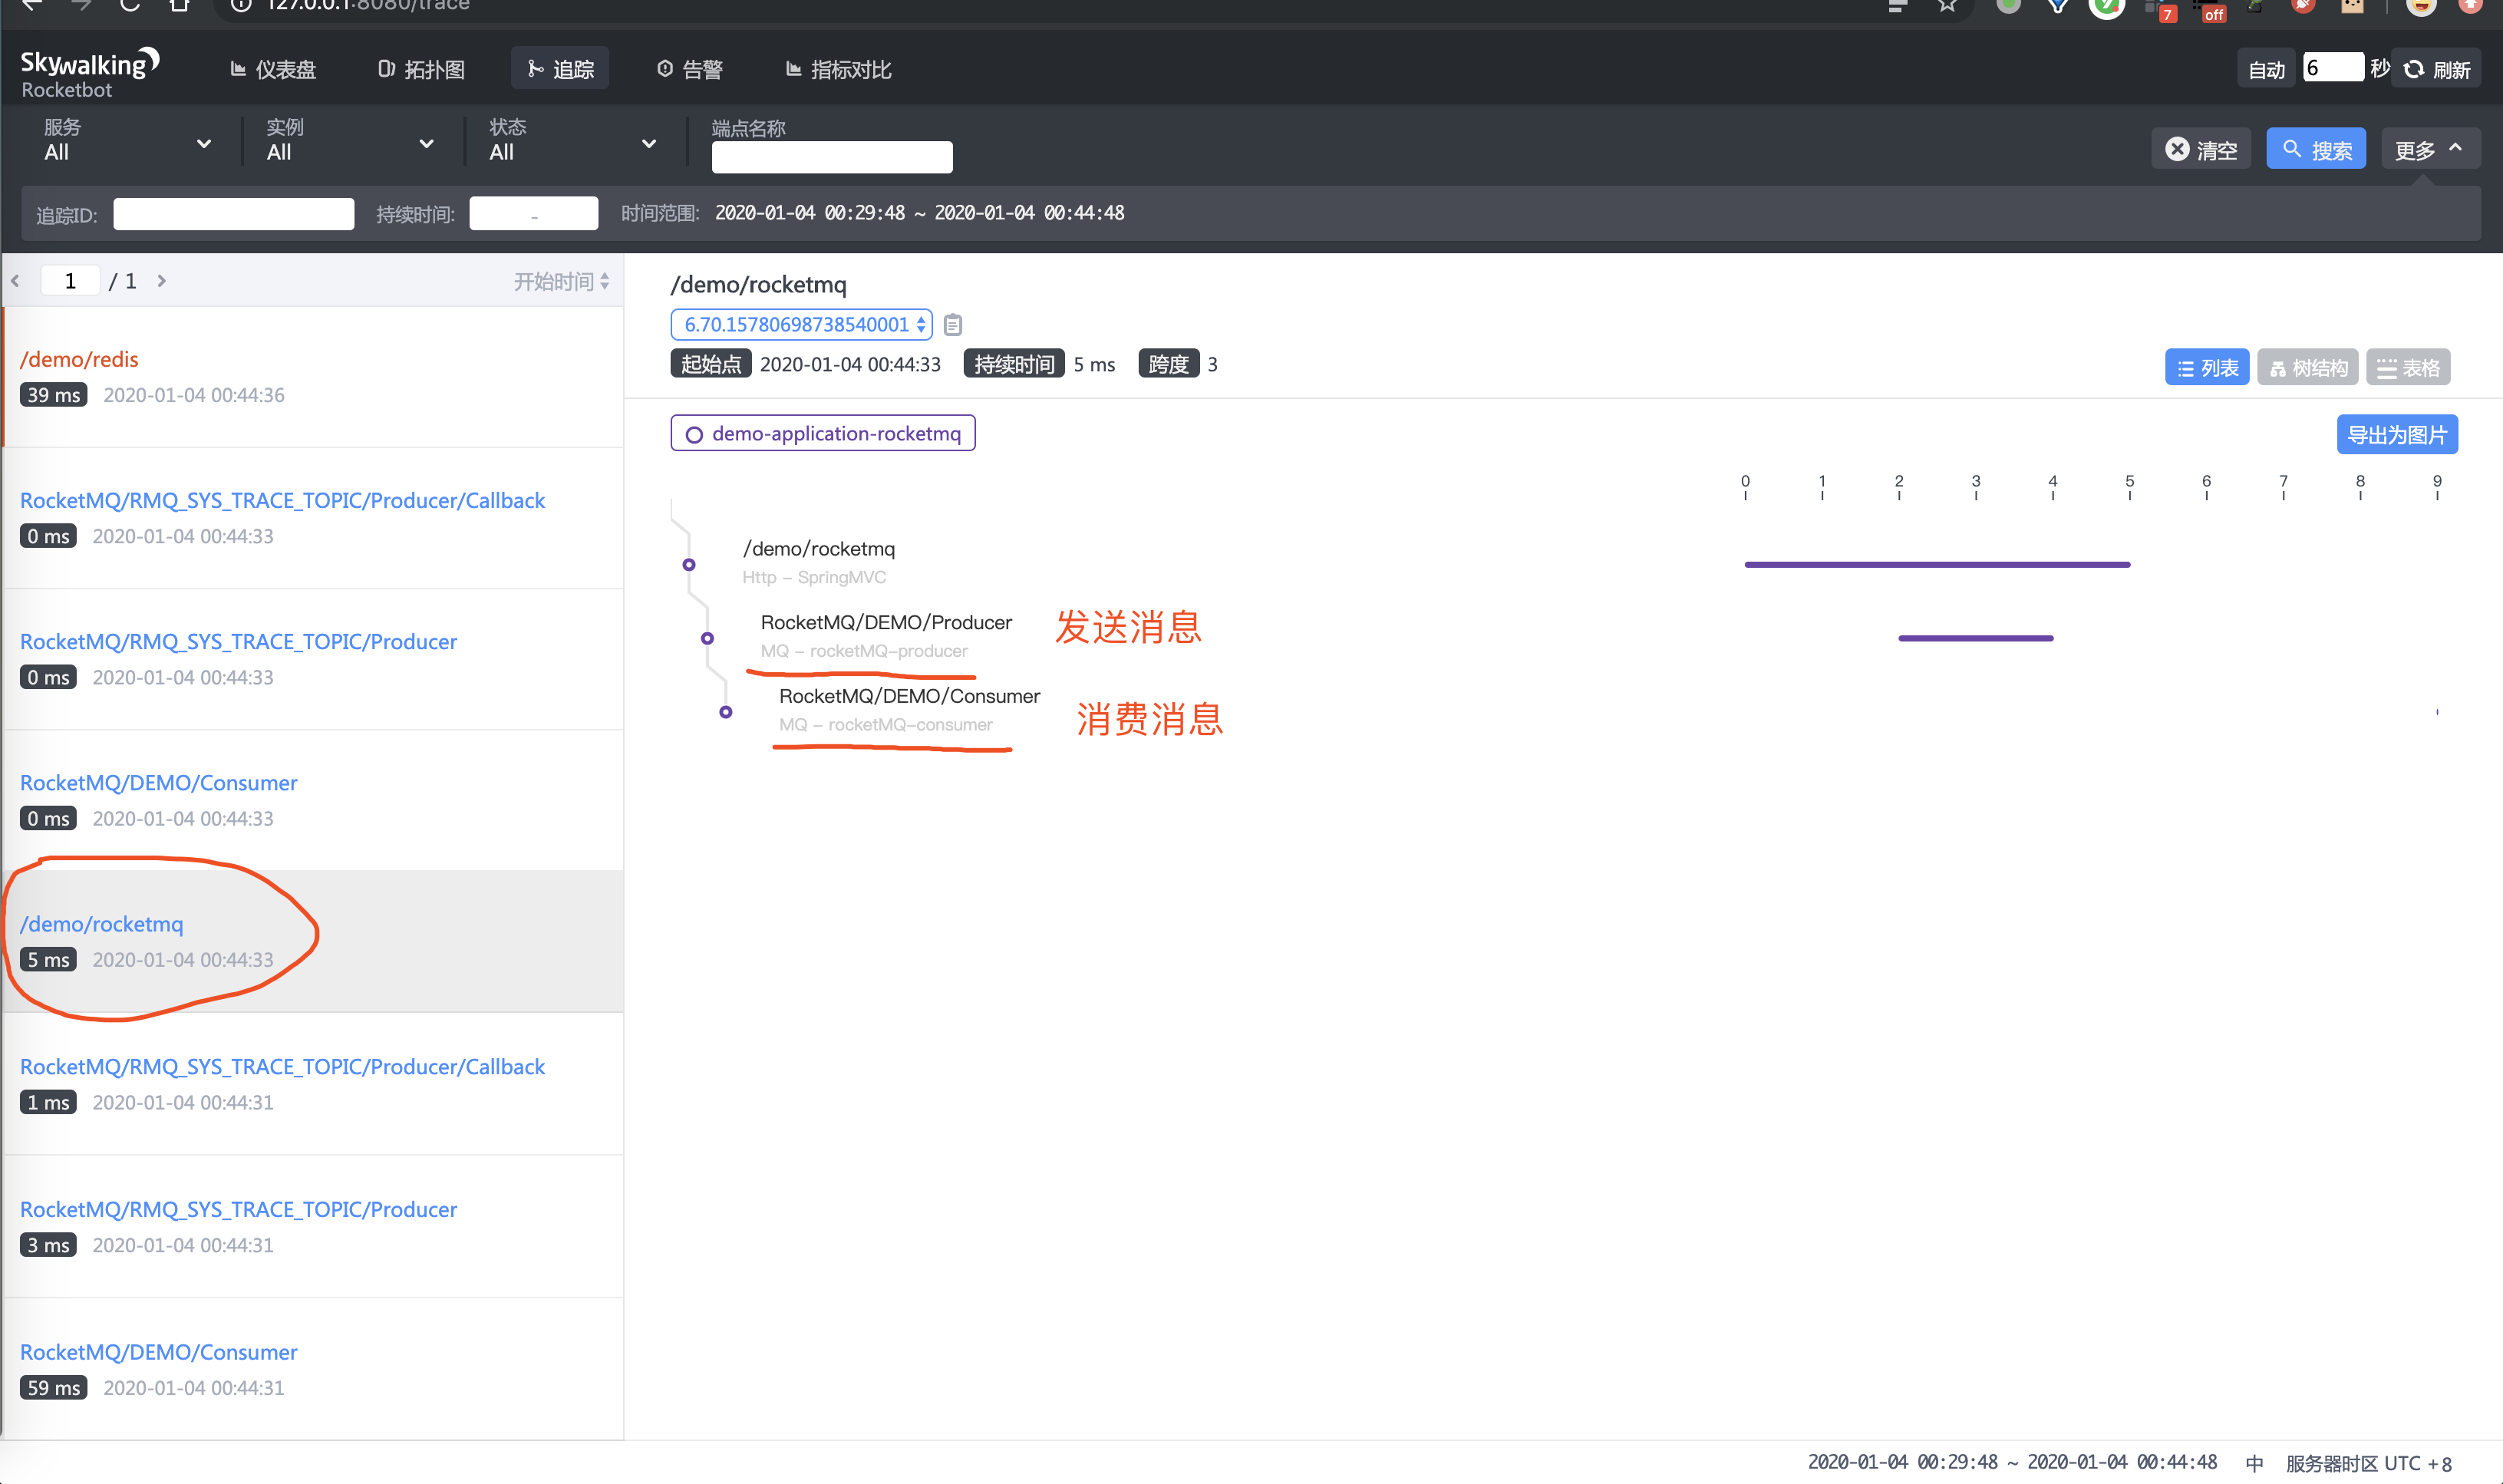 127.0.0.1:8080/trace
7
off
Skywalking
Rocketbot
仪表盘
拓扑图
追踪
告警
指标对比
自动 6 秒 刷新
服务
All
实例
All
状态
All
端点名称
清空
搜索
更多
追踪ID:
持续时间: -
时间范围: 2020-01-04 00:29:48 ~ 2020-01-04 00:44:48
1 / 1
开始时间
/demo/redis
39 ms 2020-01-04 00:44:36
RocketMQ/RMQ_SYS_TRACE_TOPIC/Producer/Callback
0 ms 2020-01-04 00:44:33
RocketMQ/RMQ_SYS_TRACE_TOPIC/Producer
0 ms 2020-01-04 00:44:33
RocketMQ/DEMO/Consumer
0 ms 2020-01-04 00:44:33
/demo/rocketmq
5 ms 2020-01-04 00:44:33
RocketMQ/RMQ_SYS_TRACE_TOPIC/Producer/Callback
1 ms 2020-01-04 00:44:31
RocketMQ/RMQ_SYS_TRACE_TOPIC/Producer
3 ms 2020-01-04 00:44:31
RocketMQ/DEMO/Consumer
59 ms 2020-01-04 00:44:31
/demo/rocketmq
6.70.15780698738540001
起始点 2020-01-04 00:44:33 持续时间 5 ms 跨度 3
列表 树结构 表格
demo-application-rocketmq
导出为图片
0 1 2 3 4 5 6 7 8 9
/demo/rocketmq
Http - SpringMVC
RocketMQ/DEMO/Producer
MQ - rocketMQ-producer
发送消息
RocketMQ/DEMO/Consumer
MQ - rocketMQ-consumer
消费消息
2020-01-04 00:29:48 ~ 2020-01-04 00:44:48 中 服务器时区 UTC +8